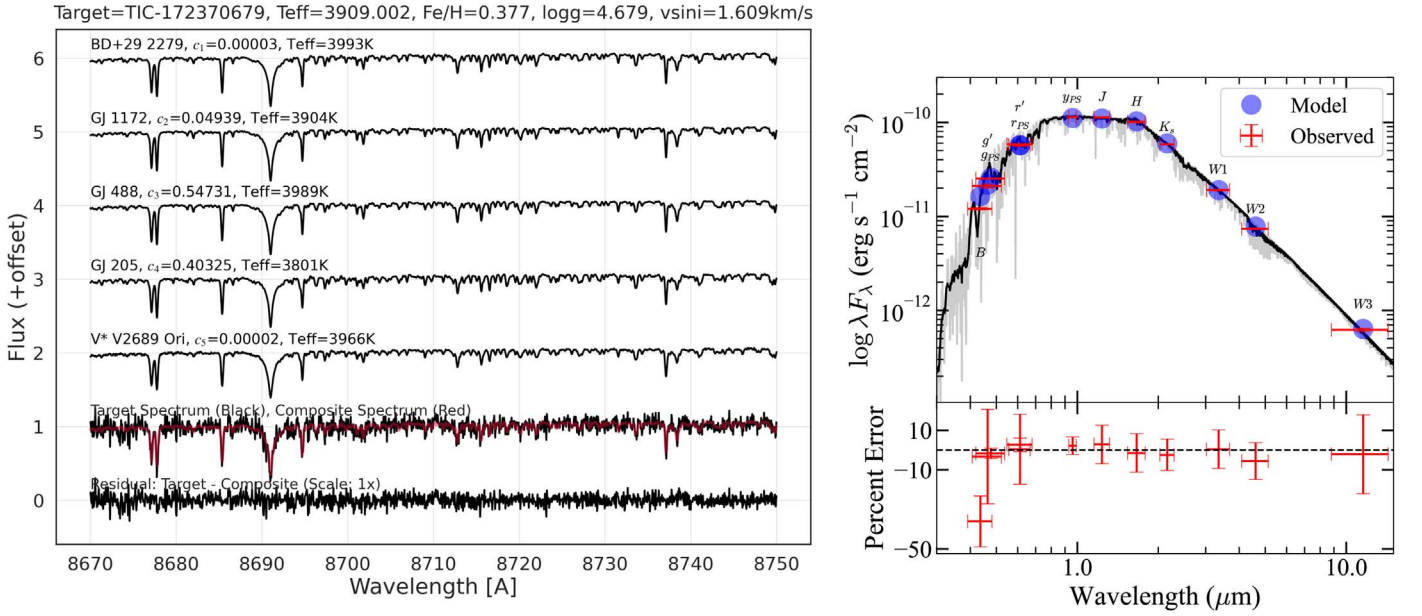 Target=TIC-172370679, Teff=3909.002, Fe/H=0.377, logg=4.679, vsini=1.609km/s
Flux (+offset)
6
5
4
3
2
1
0
BD+29 2279, c₁=0.00003, Teff=3993K
GJ 1172, c₂=0.04939, Teff=3904K
GJ 488, c₃=0.54731, Teff=3989K
GJ 205, c₄=0.40325, Teff=3801K
V* V2689 Ori, c₅=0.00002, Teff=3966K
Target Spectrum (Black), Composite Spectrum (Red)
Residual: Target - Composite (Scale: 1x)
8670 8680 8690 8700 8710 8720 8730 8740 8750
Wavelength [A]
log λFλ (erg s⁻¹ cm⁻²)
10⁻¹⁰
10⁻¹¹
10⁻¹²
Model
Observed
B
g'
gPS
r'
rPS
yPS
J
H
Ks
W1
W2
W3
Percent Error
10
-10
-50
1.0 10.0
Wavelength (μm)